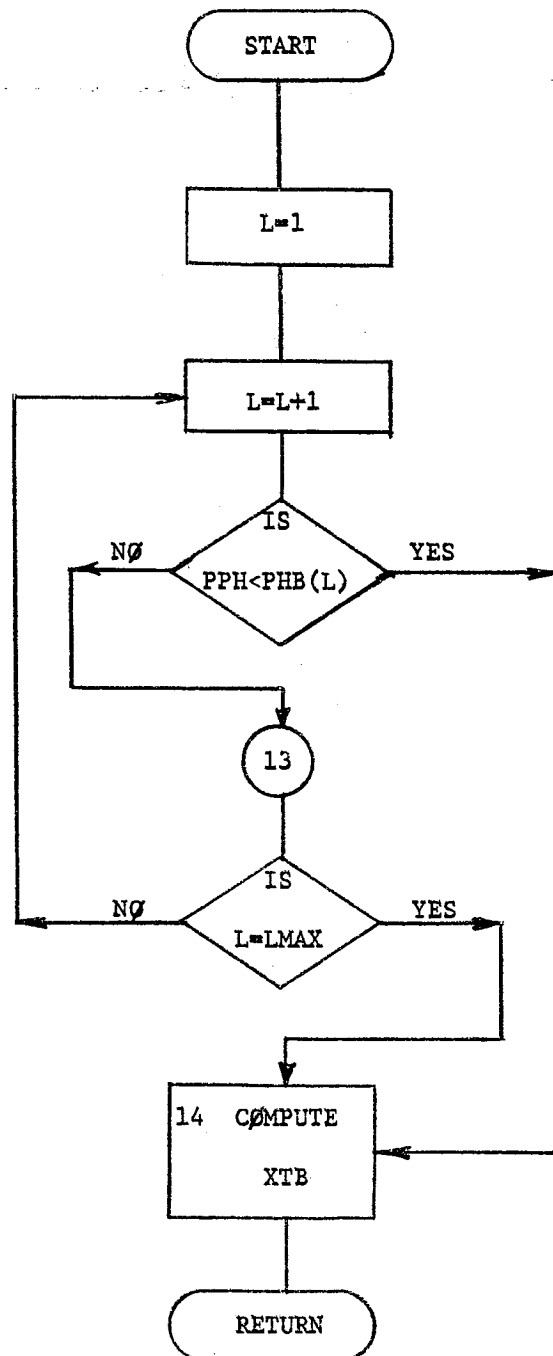 START
L=1
L=L+1
IS
NØ
YES
PPH<PHB(L)
13
IS
NØ
YES
L=LMAX
14 CØMPUTE
XTB
RETURN